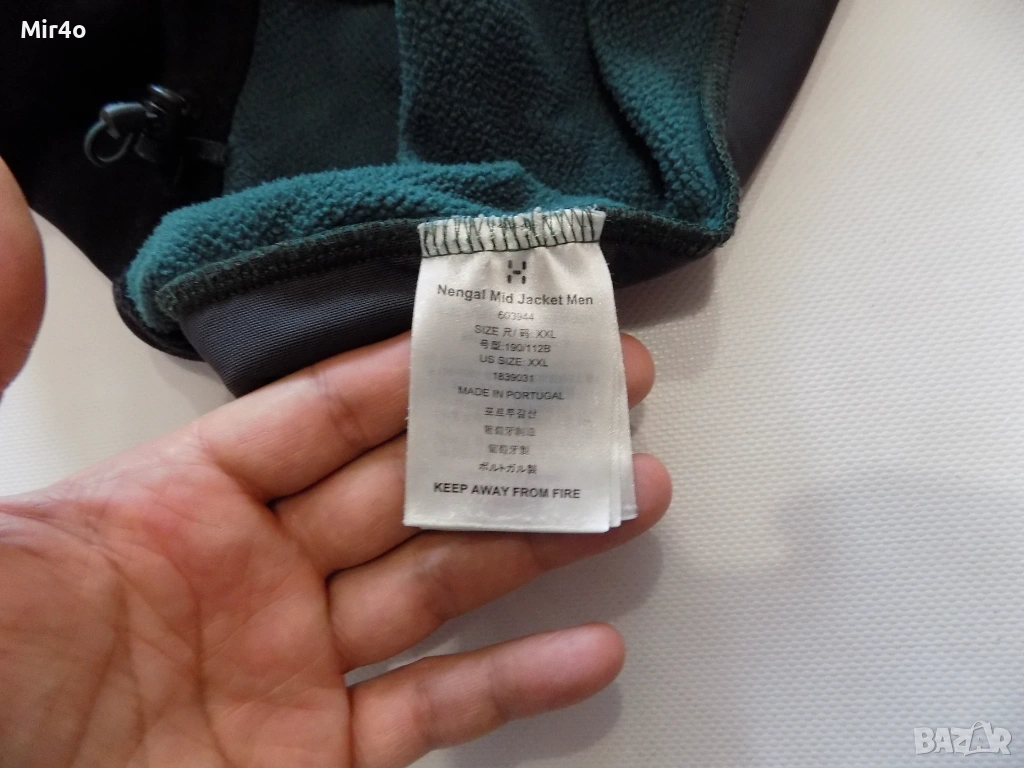 Mir4o
Nengal Mid Jacket Men
603944
SIZE 尺/码: XXL
号型:190/112B
US SIZE: XXL
1839031
MADE IN PORTUGAL
포르투갈산
葡萄牙制造
葡萄牙製
ポルトガル製
KEEP AWAY FROM FIRE
BAZAR